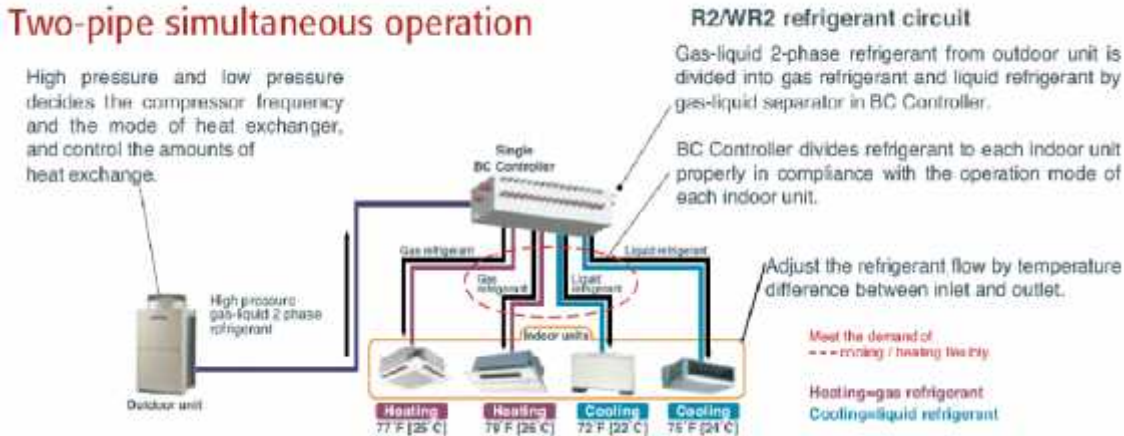 Two-pipe simultaneous operation
High pressure and low pressure
decides the compressor frequency
and the mode of heat exchanger,
and control the amounts of
heat exchange.
R2/WR2 refrigerant circuit
Gas-liquid 2-phase refrigerant from outdoor unit is
divided into gas refrigerant and liquid refrigerant by
gas-liquid separator in BC Controller.
BC Controller divides refrigerant to each indoor unit
properly in compliance with the operation mode of
each indoor unit.
Single
BC Controller
Gas refrigerant
Liquid refrigerant
Gas
refrigerant
Liquid
refrigerant
Adjust the refrigerant flow by temperature
difference between inlet and outlet.
High pressure
gas-liquid 2 phase
refrigerant
Indoor units
Meet the demand of
cooling / heating flexibly
Outdoor unit
Heating
77°F [25°C]
Heating
79°F [26°C]
Cooling
72°F [22°C]
Cooling
75°F [24°C]
Heating=gas refrigerant
Cooling=liquid refrigerant